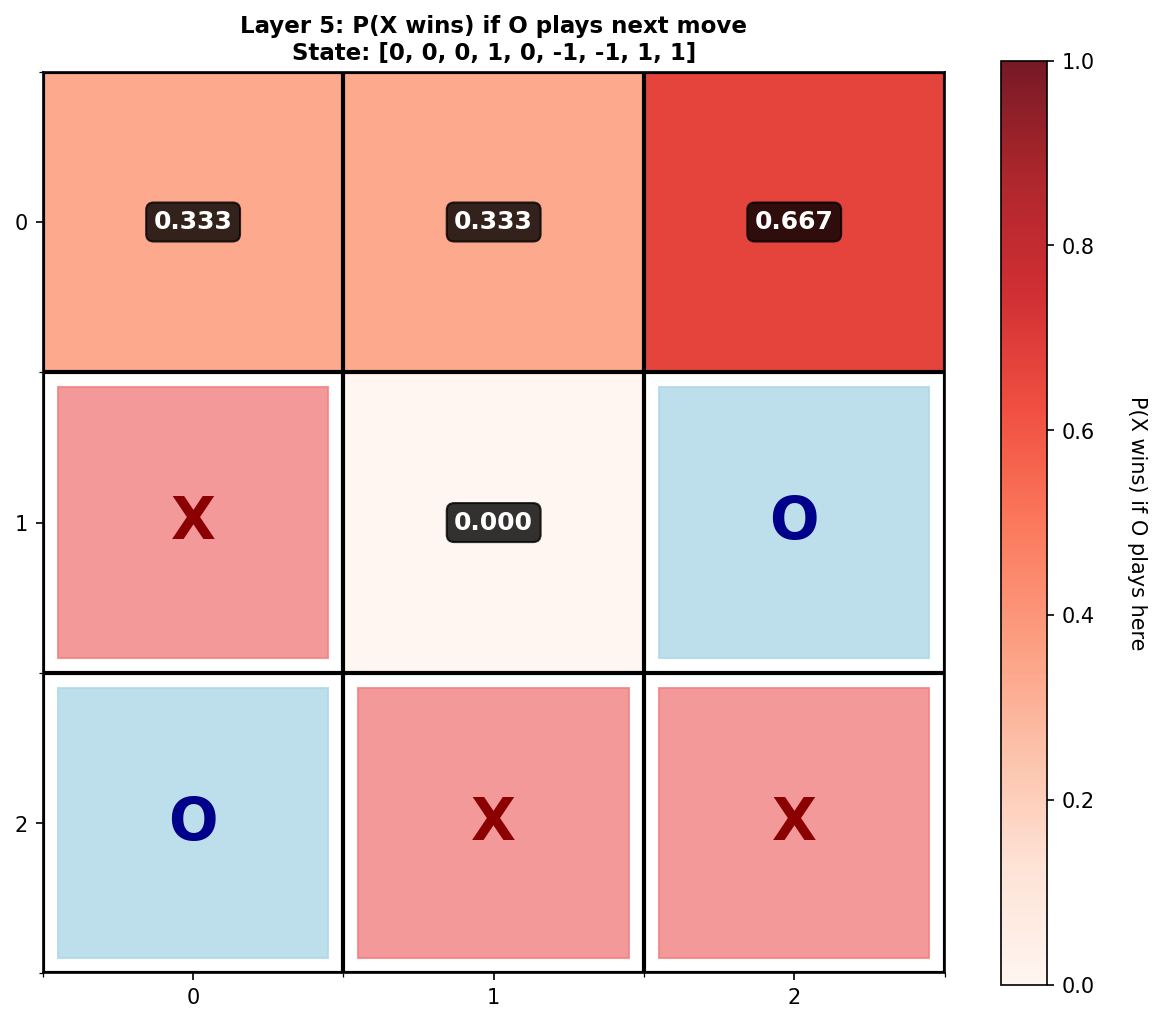 Layer 5: P(X wins) if O plays next move
State: [0, 0, 0, 1, 0, -1, -1, 1, 1]
0
0.333
0.333
0.667
1
X
0.000
O
2
O
X
X
0
1
2
1.0
0.8
0.6
0.4
0.2
0.0
P(X wins) if O plays here